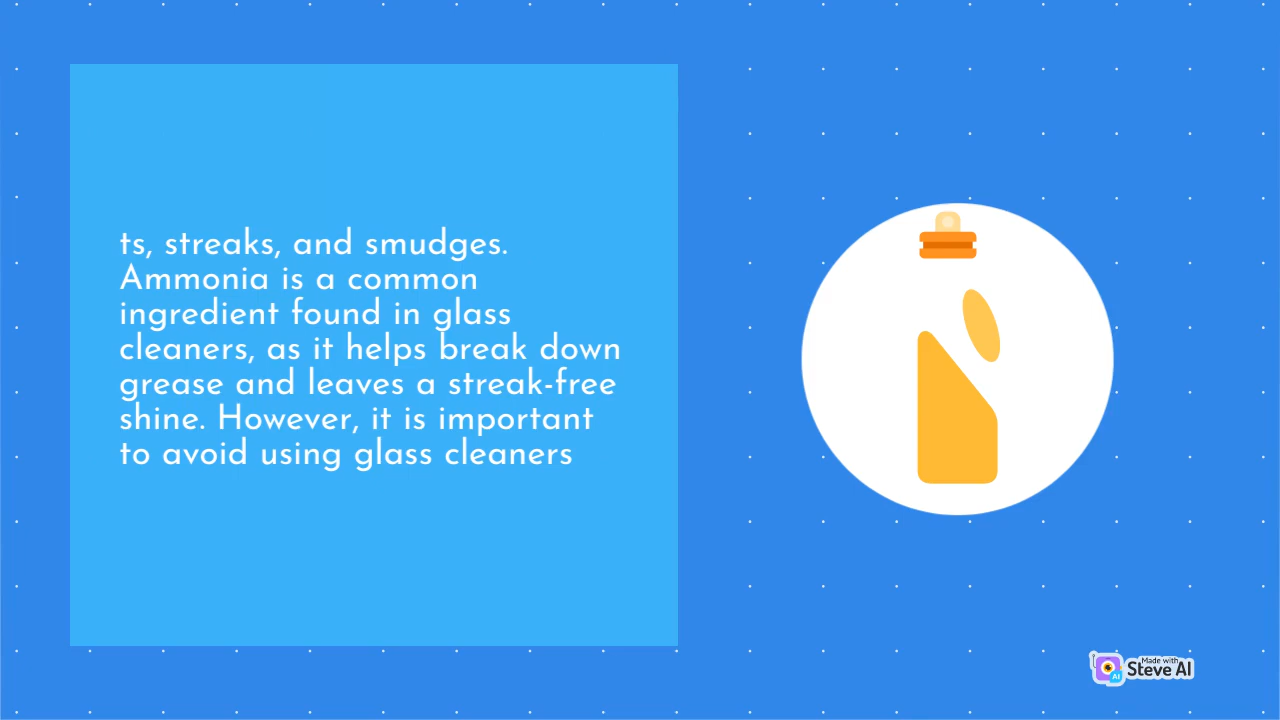 ts, streaks, and smudges.
Ammonia is a common
ingredient found in glass
cleaners, as it helps break down
grease and leaves a streak-free
shine. However, it is important
to avoid using glass cleaners
Made with
Steve AI
AI